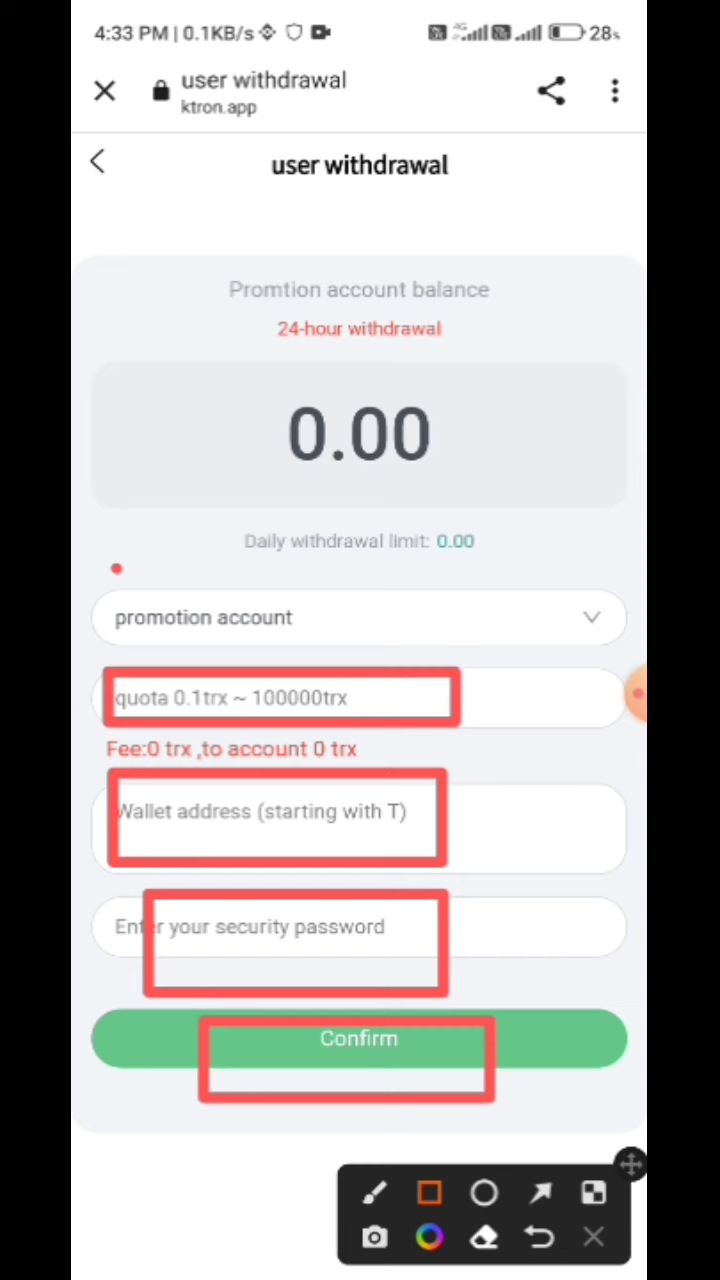 4:33 PM | 0.1KB/s
4G
28%
user withdrawal
ktron.app
user withdrawal
Promtion account balance
24-hour withdrawal
0.00
Daily withdrawal limit: 0.00
promotion account
quota 0.1trx ~ 100000trx
Fee:0 trx ,to account 0 trx
Wallet address (starting with T)
Enter your security password
Confirm